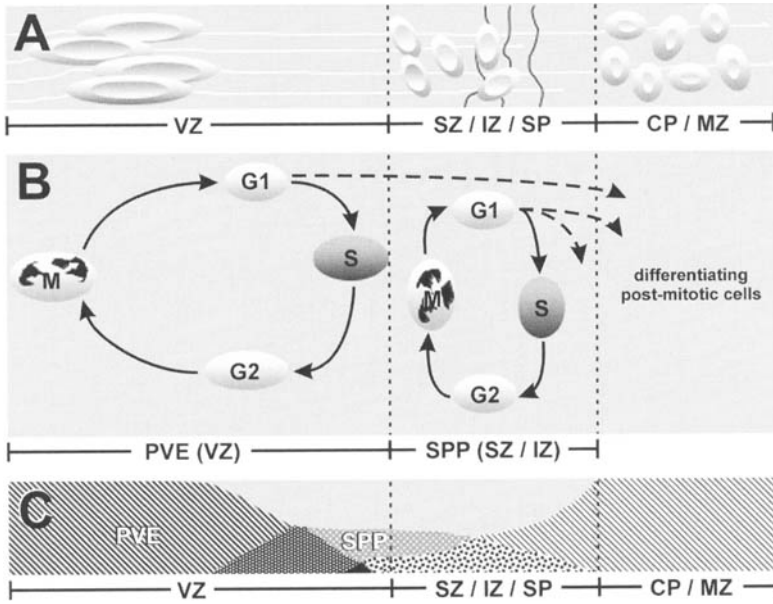 A
VZ
SZ / IZ / SP
CP / MZ
B
G1
G1
M
S
M
S
differentiating
post-mitotic cells
G2
G2
PVE (VZ)
SPP (SZ / IZ)
C
PVE
SPP
VZ
SZ / IZ / SP
CP / MZ